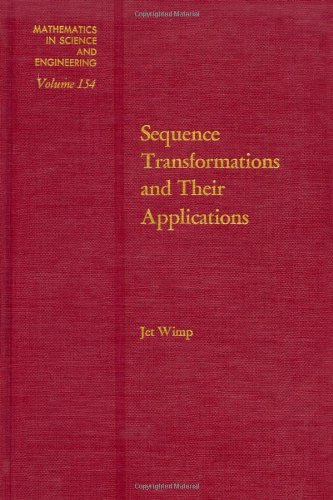 MATHEMATICS
IN SCIENCE
AND
ENGINEERING
Volume 154
Sequence
Transformations
and Their
Applications
Jet Wimp